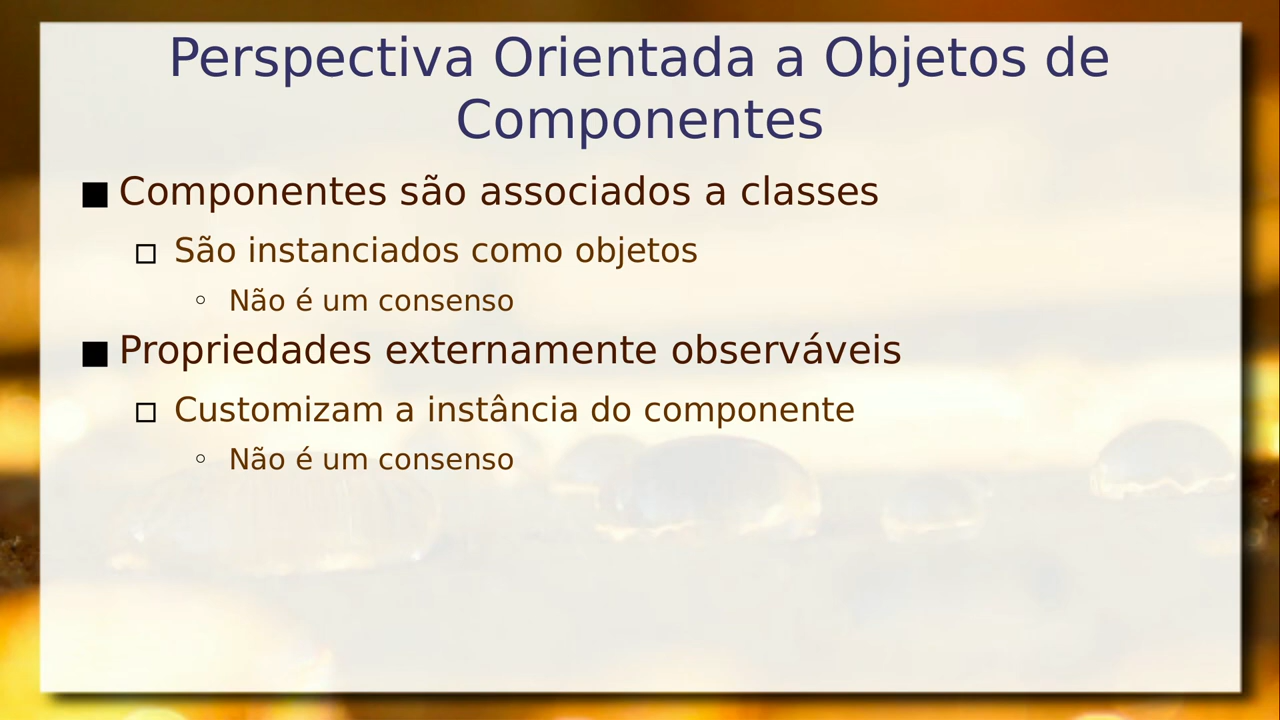 Perspectiva Orientada a Objetos de
Componentes
■ Componentes são associados a classes
□ São instanciados como objetos
◦ Não é um consenso
■ Propriedades externamente observáveis
□ Customizam a instância do componente
◦ Não é um consenso